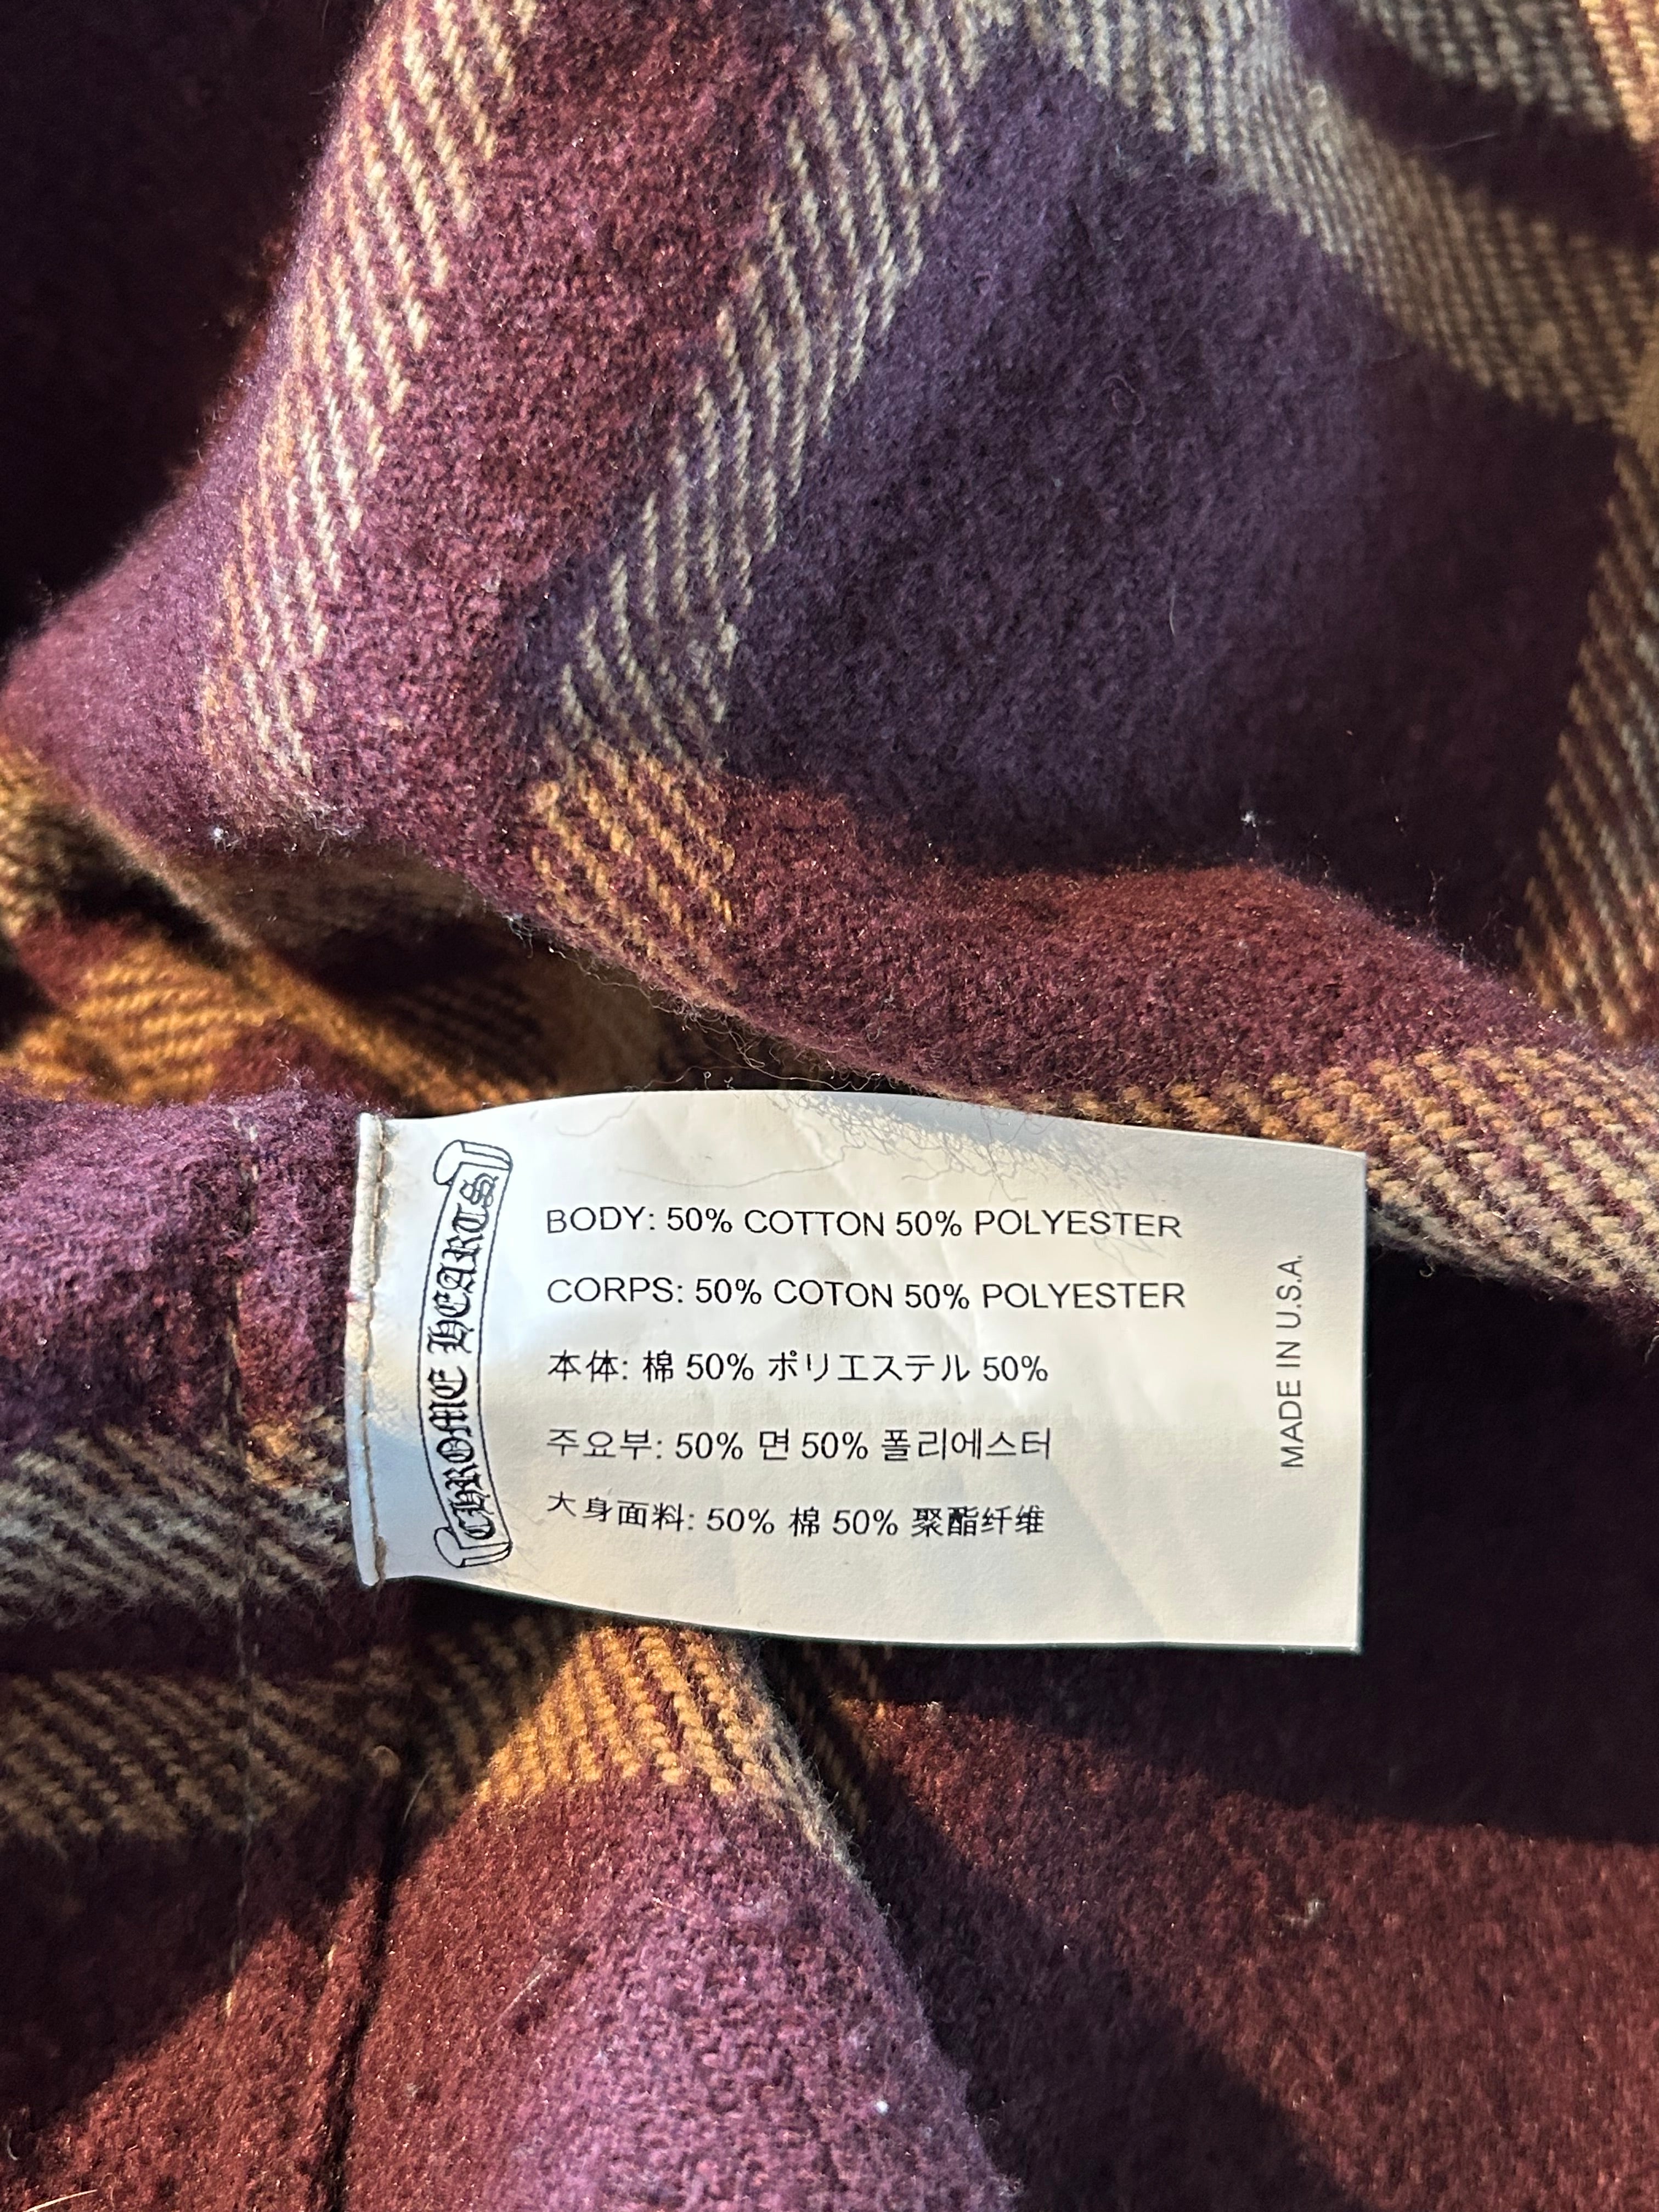 CHROME HEARTS
BODY: 50% COTTON 50% POLYESTER
CORPS: 50% COTON 50% POLYESTER
本体: 棉 50% ポリエステル 50%
주요부: 50% 면 50% 폴리에스터
大身面料: 50% 棉 50% 聚酯纤维
MADE IN U.S.A.